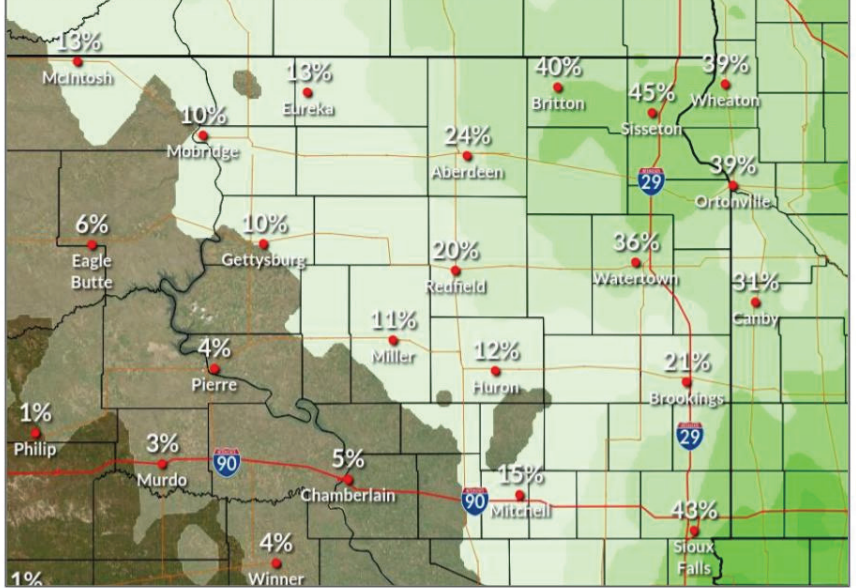 13%
McIntosh
13%
Eureka
40%
Britton
39%
Wheaton
45%
Sisseton
10%
Mobridge
24%
Aberdeen
39%
Ortonville
29
6%
Eagle
Butte
10%
Gettysburg
20%
Redfield
36%
Watertown
31%
Canby
11%
Miller
4%
Pierre
12%
Huron
21%
Brookings
1%
Philip
3%
Murdo
90
5%
Chamberlain
29
90
15%
Mitchell
43%
Sioux
Falls
4%
Winner
1%